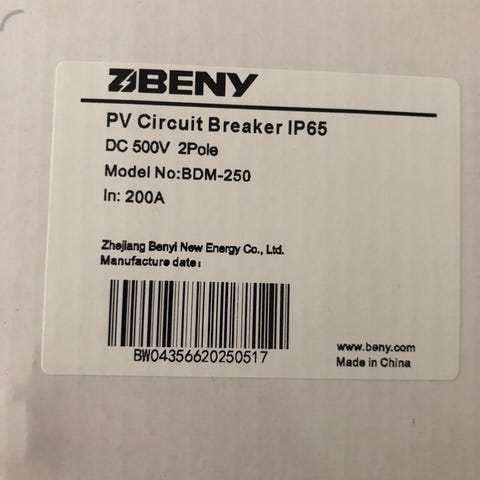 ZBENY
PV Circuit Breaker IP65
DC 500V 2Pole
Model No:BDM-250
In: 200A
Zhejiang Benyi New Energy Co., Ltd.
Manufacture date:
BW04356620250517
www.beny.com
Made in China